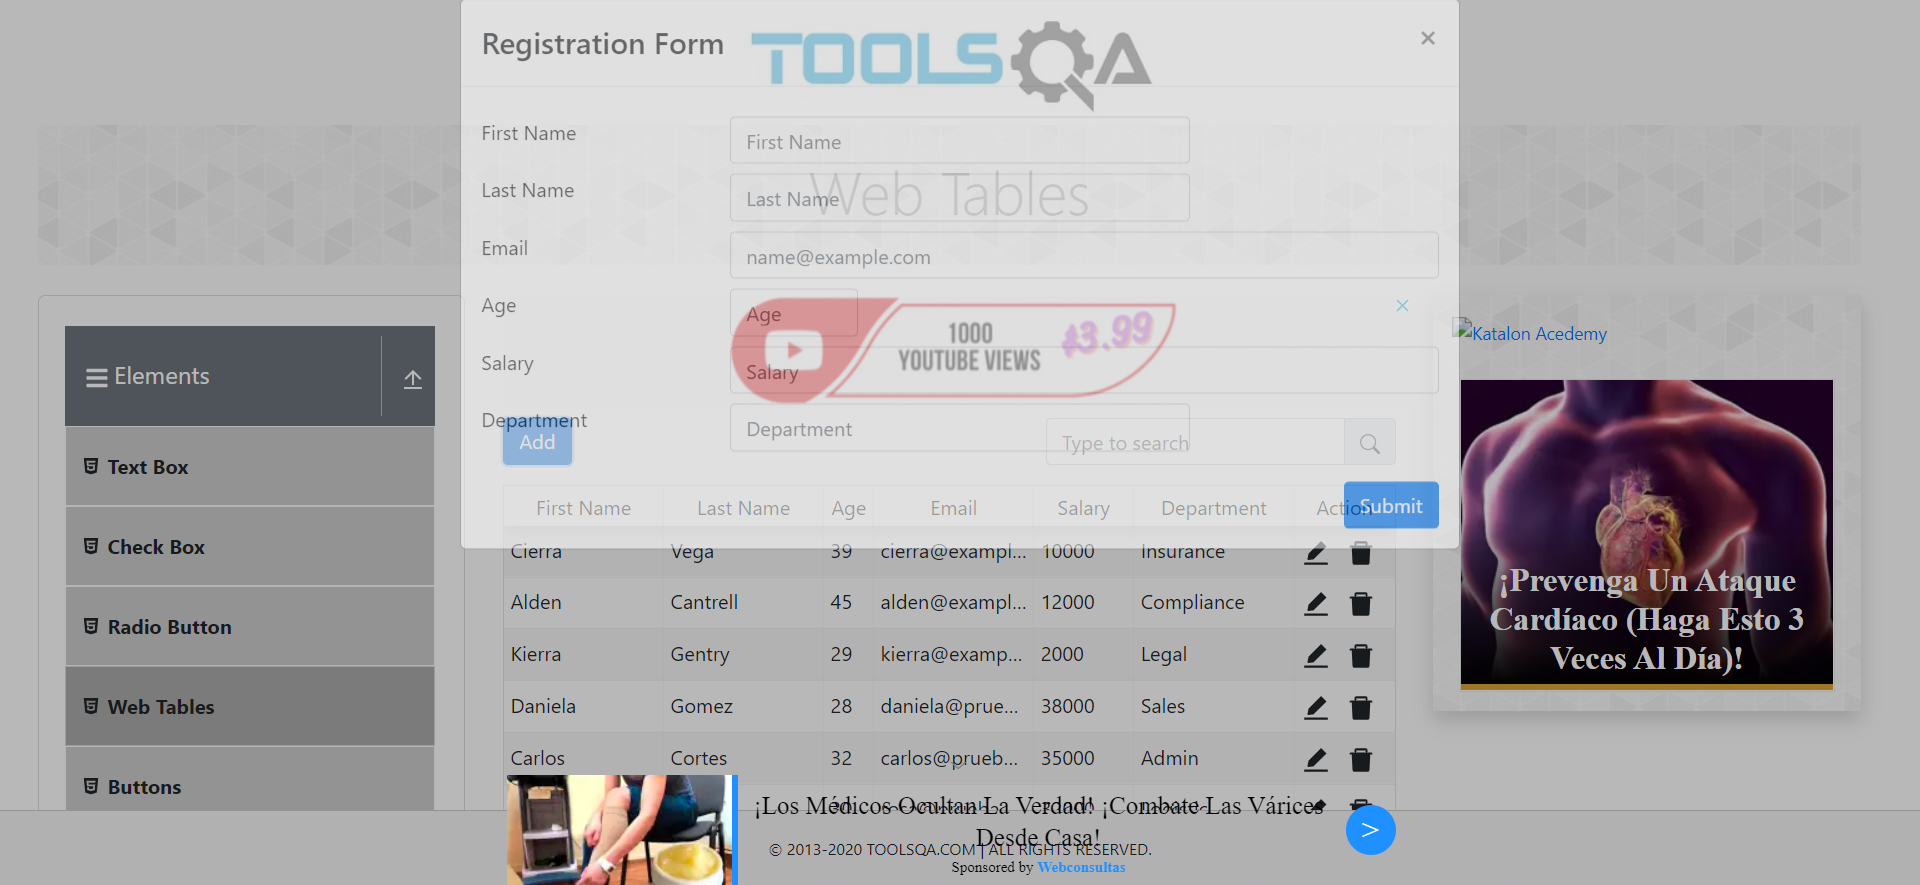 Registration Form
×
TOOLSQA
First Name
First Name
Last Name
Last Name
Web Tables
Email
name@example.com
Age
Age
Salary
Salary
Department
Department
1000
YOUTUBE VIEWS
$3.99
Katalon Acedemy
Elements
Text Box
Check Box
Radio Button
Web Tables
Buttons
Add
Type to search
Submit
First Name Last Name Age Email Salary Department Action
Cierra Vega 39 cierra@exampl... 10000 Insurance
Alden Cantrell 45 alden@exampl... 12000 Compliance
Kierra Gentry 29 kierra@examp... 2000 Legal
Daniela Gomez 28 daniela@prue... 38000 Sales
Carlos Cortes 32 carlos@prueb... 35000 Admin
¡Prevenga Un Ataque
Cardíaco (Haga Esto 3
Veces Al Día)!
¡Los Médicos Ocultan La Verdad! ¡Combate Las Várices
Desde Casa!
>
© 2013-2020 TOOLSQA.COM | ALL RIGHTS RESERVED.
Sponsored by Webconsultas